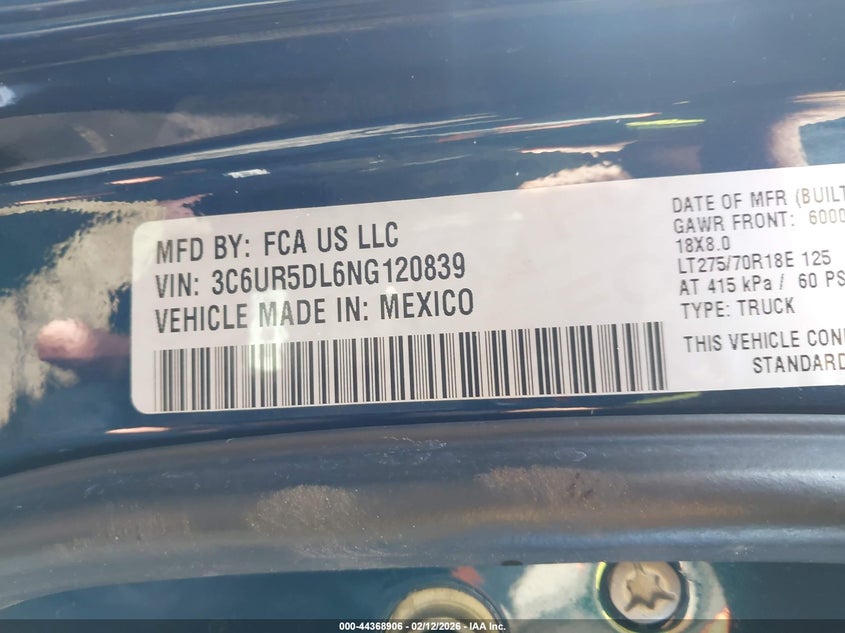 MFD BY: FCA US LLC
VIN: 3C6UR5DL6NG120839
VEHICLE MADE IN: MEXICO
DATE OF MFR (BUILT
GAWR FRONT: 6000
18X8.0
LT275/70R18E 125
AT 415 kPa / 60 PS
TYPE: TRUCK
THIS VEHICLE CON
STANDARD
000-44368906 - 02/12/2026 - IAA Inc.